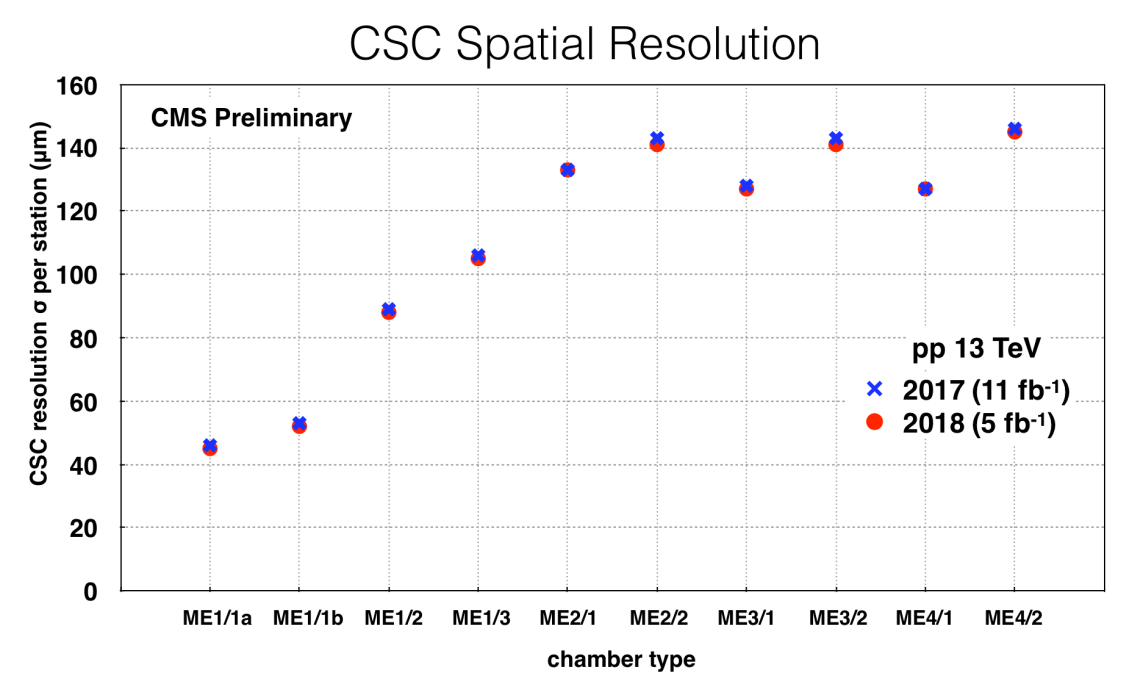 CSC Spatial Resolution
CMS Preliminary
CSC resolution σ per station (μm)
160
140
120
100
80
60
40
20
0
pp 13 TeV
2017 (11 fb⁻¹)
2018 (5 fb⁻¹)
ME1/1a ME1/1b ME1/2 ME1/3 ME2/1 ME2/2 ME3/1 ME3/2 ME4/1 ME4/2
chamber type